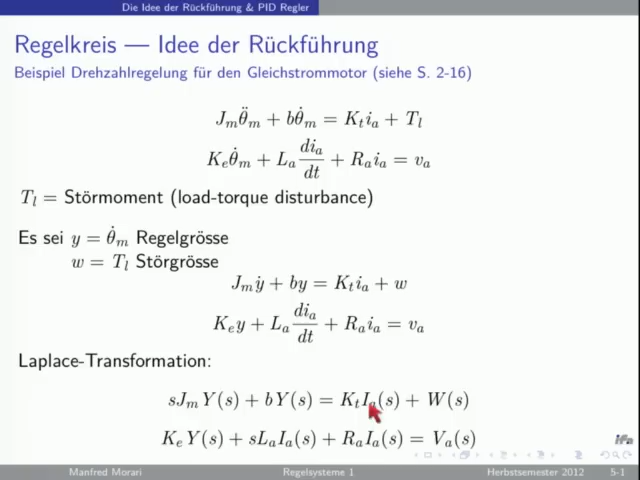 Die Idee der Rückführung & PID Regler
Regelkreis — Idee der Rückführung
Beispiel Drehzahlregelung für den Gleichstrommotor (siehe S. 2-16)
J_m θ̈_m + b θ̇_m = K_t i_a + T_l
K_e θ̇_m + L_a di_a/dt + R_a i_a = v_a
T_l = Störmoment (load-torque disturbance)
Es sei y = θ̇_m Regelgrösse
w = T_l Störgrösse
J_m ẏ + by = K_t i_a + w
K_e y + L_a di_a/dt + R_a i_a = v_a
Laplace-Transformation:
sJ_m Y(s) + b Y(s) = K_t I_a(s) + W(s)
K_e Y(s) + sL_a I_a(s) + R_a I_a(s) = V_a(s)
ifa
Manfred Morari Regelsysteme 1 Herbstsemester 2012 5-1